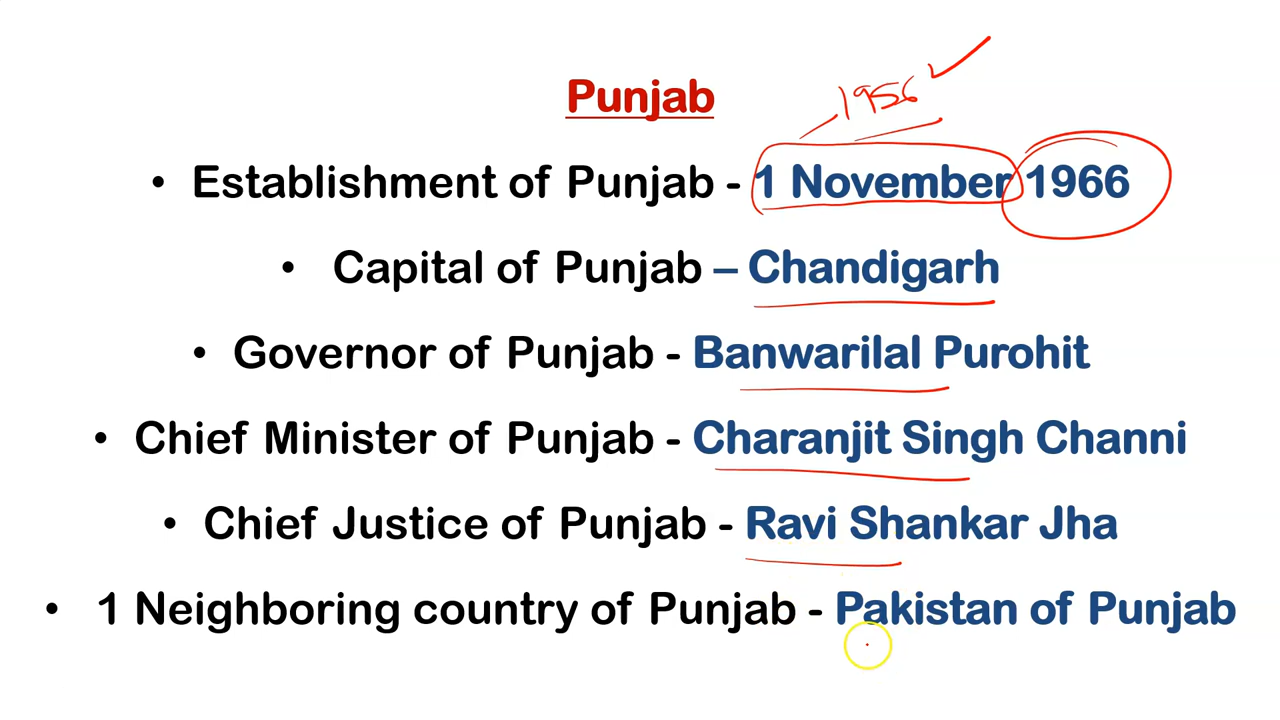 1956
Punjab
• Establishment of Punjab - 1 November 1966
• Capital of Punjab – Chandigarh
• Governor of Punjab - Banwarilal Purohit
• Chief Minister of Punjab - Charanjit Singh Channi
• Chief Justice of Punjab - Ravi Shankar Jha
• 1 Neighboring country of Punjab - Pakistan of Punjab